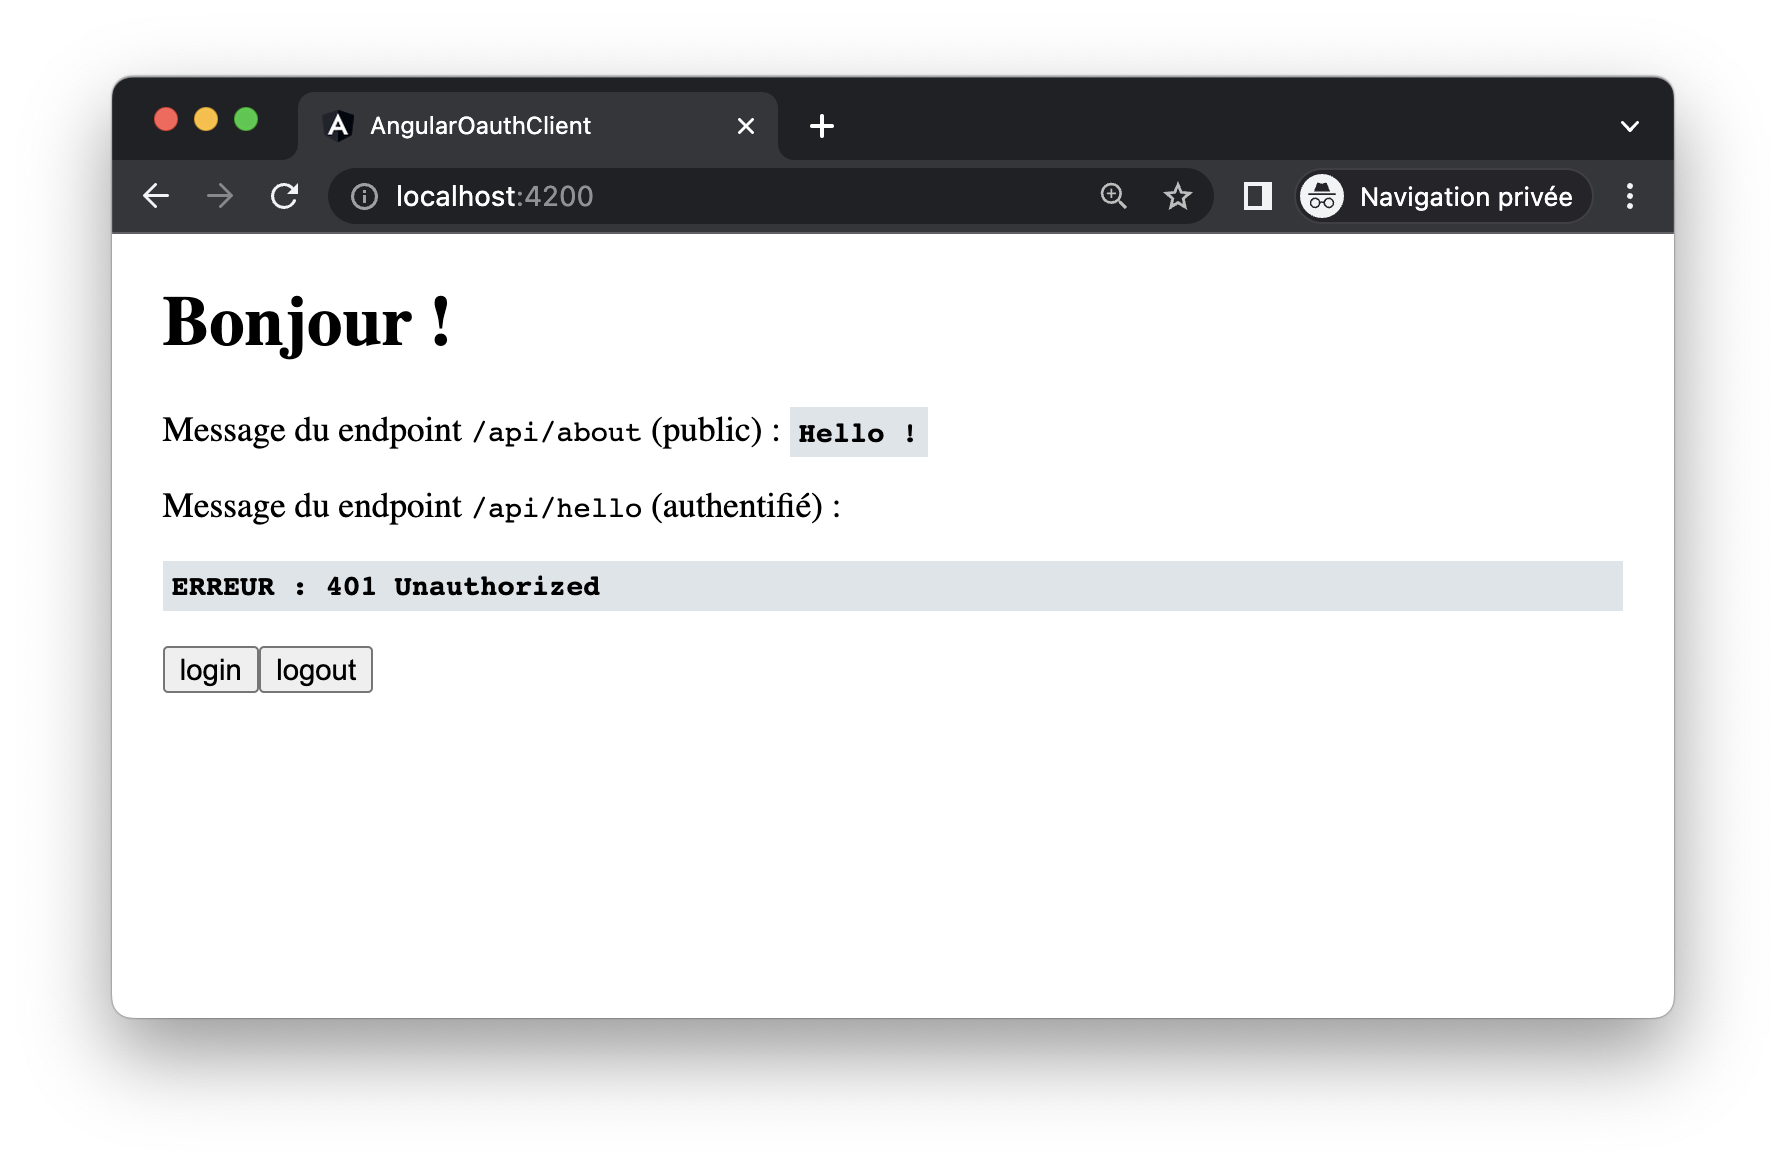 AngularOauthClient
localhost:4200
Navigation privée
Bonjour !
Message du endpoint /api/about (public) : Hello !
Message du endpoint /api/hello (authentifié) :
ERREUR : 401 Unauthorized
login logout